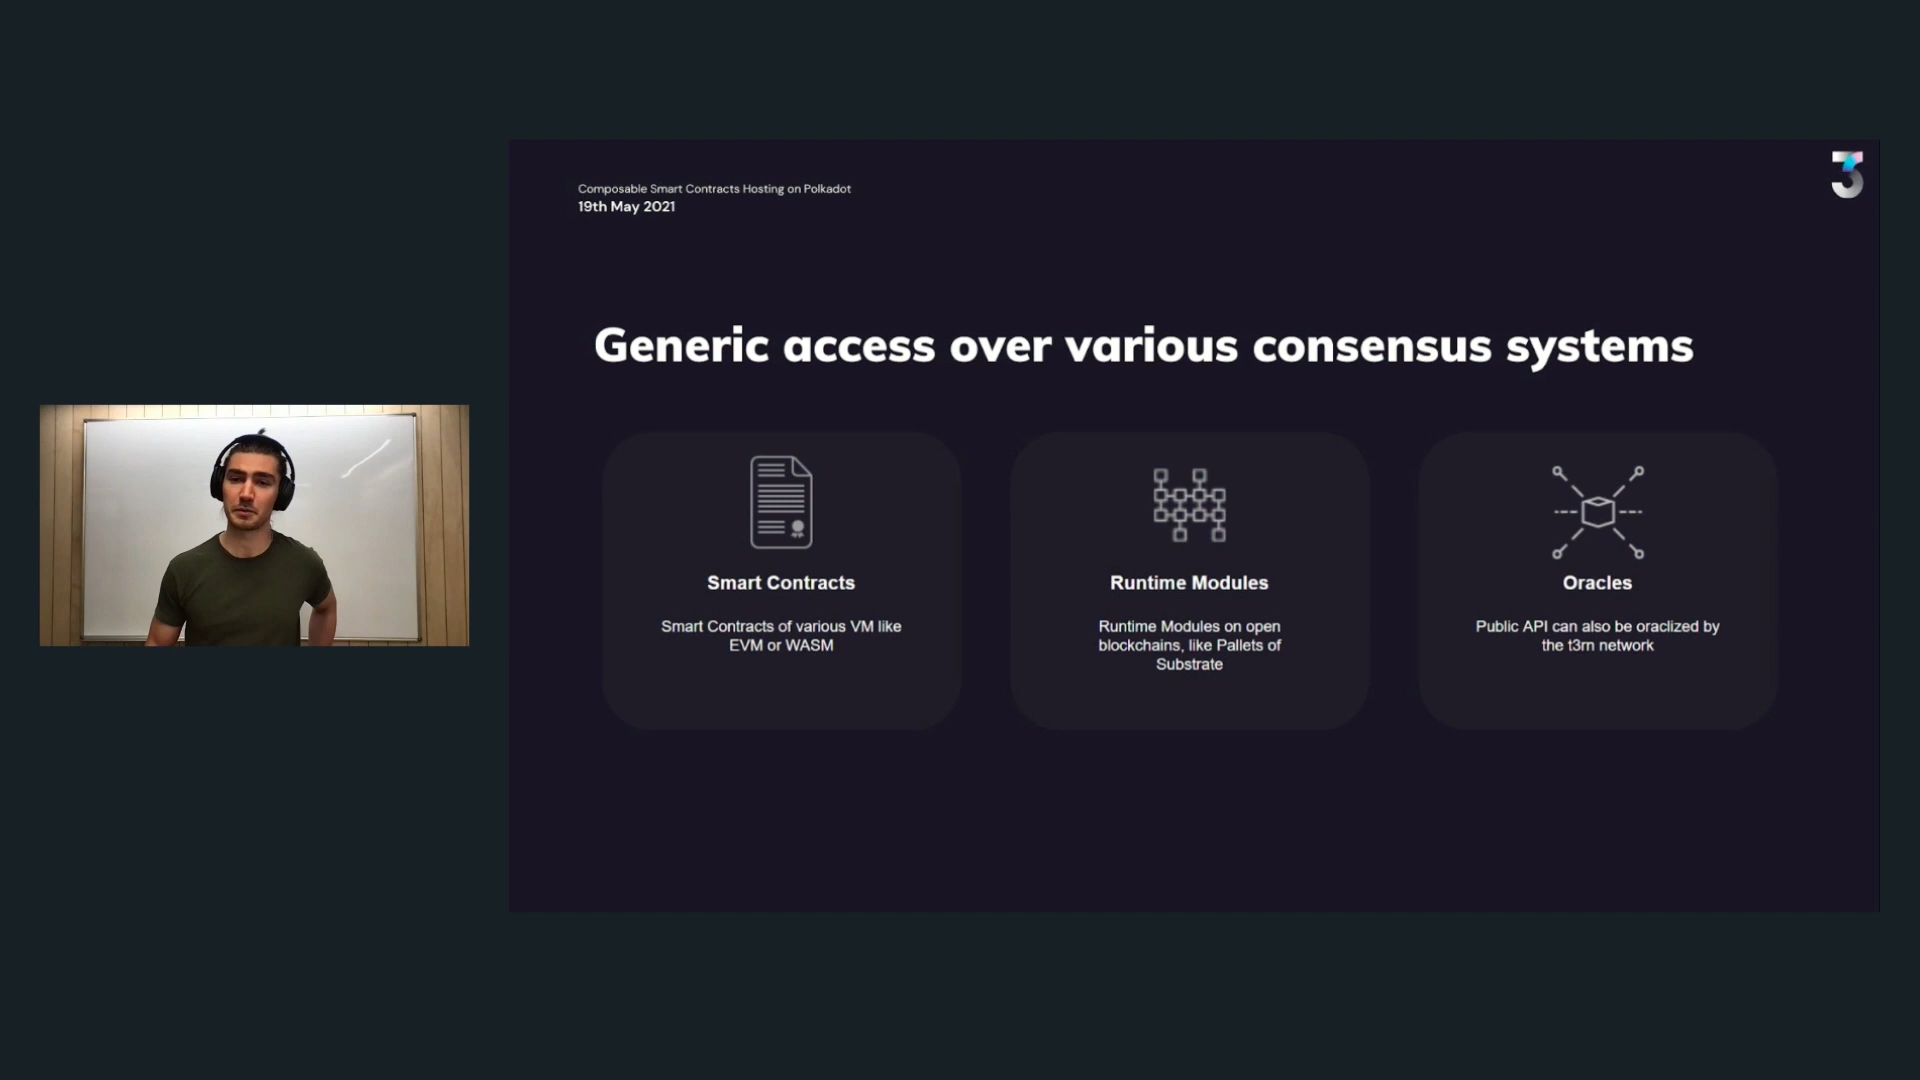 Composable Smart Contracts Hosting on Polkadot
19th May 2021
Generic access over various consensus systems
Smart Contracts
Smart Contracts of various VM like
EVM or WASM
Runtime Modules
Runtime Modules on open
blockchains, like Pallets of
Substrate
Oracles
Public API can also be oraclized by
the t3rn network